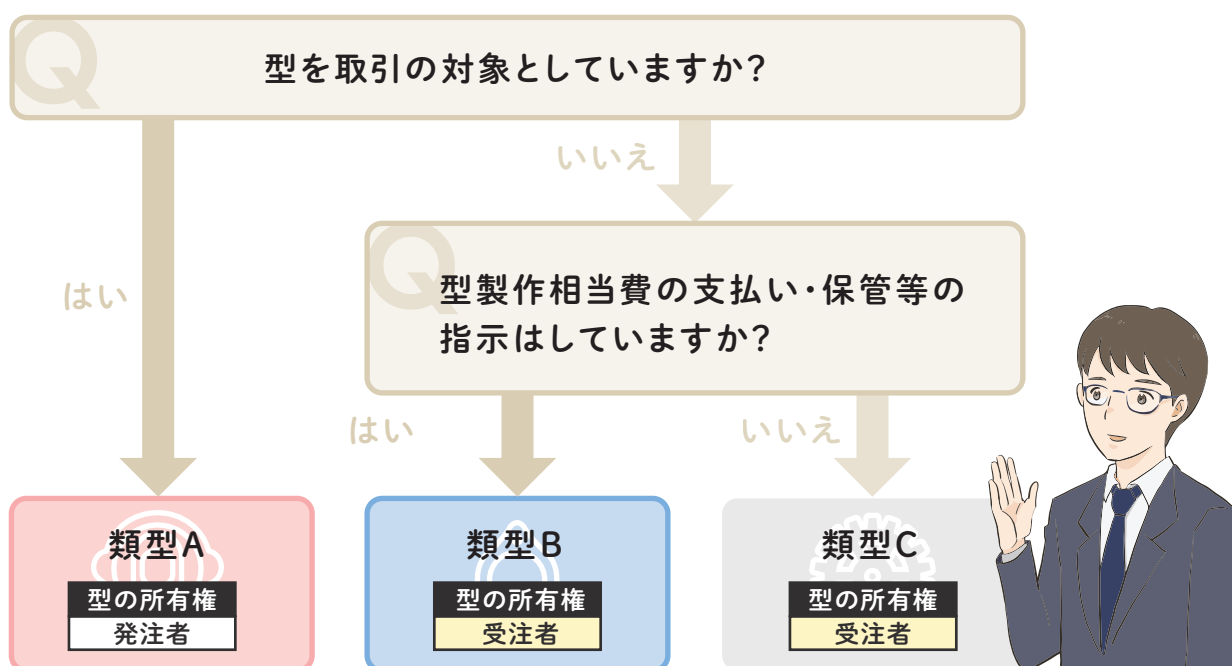 Q
型を取引の対象としていますか？
はい
いいえ
Q
型製作相当費の支払い・保管等の
指示はしていますか？
はい
いいえ
類型A
型の所有権
発注者
類型B
型の所有権
受注者
類型C
型の所有権
受注者